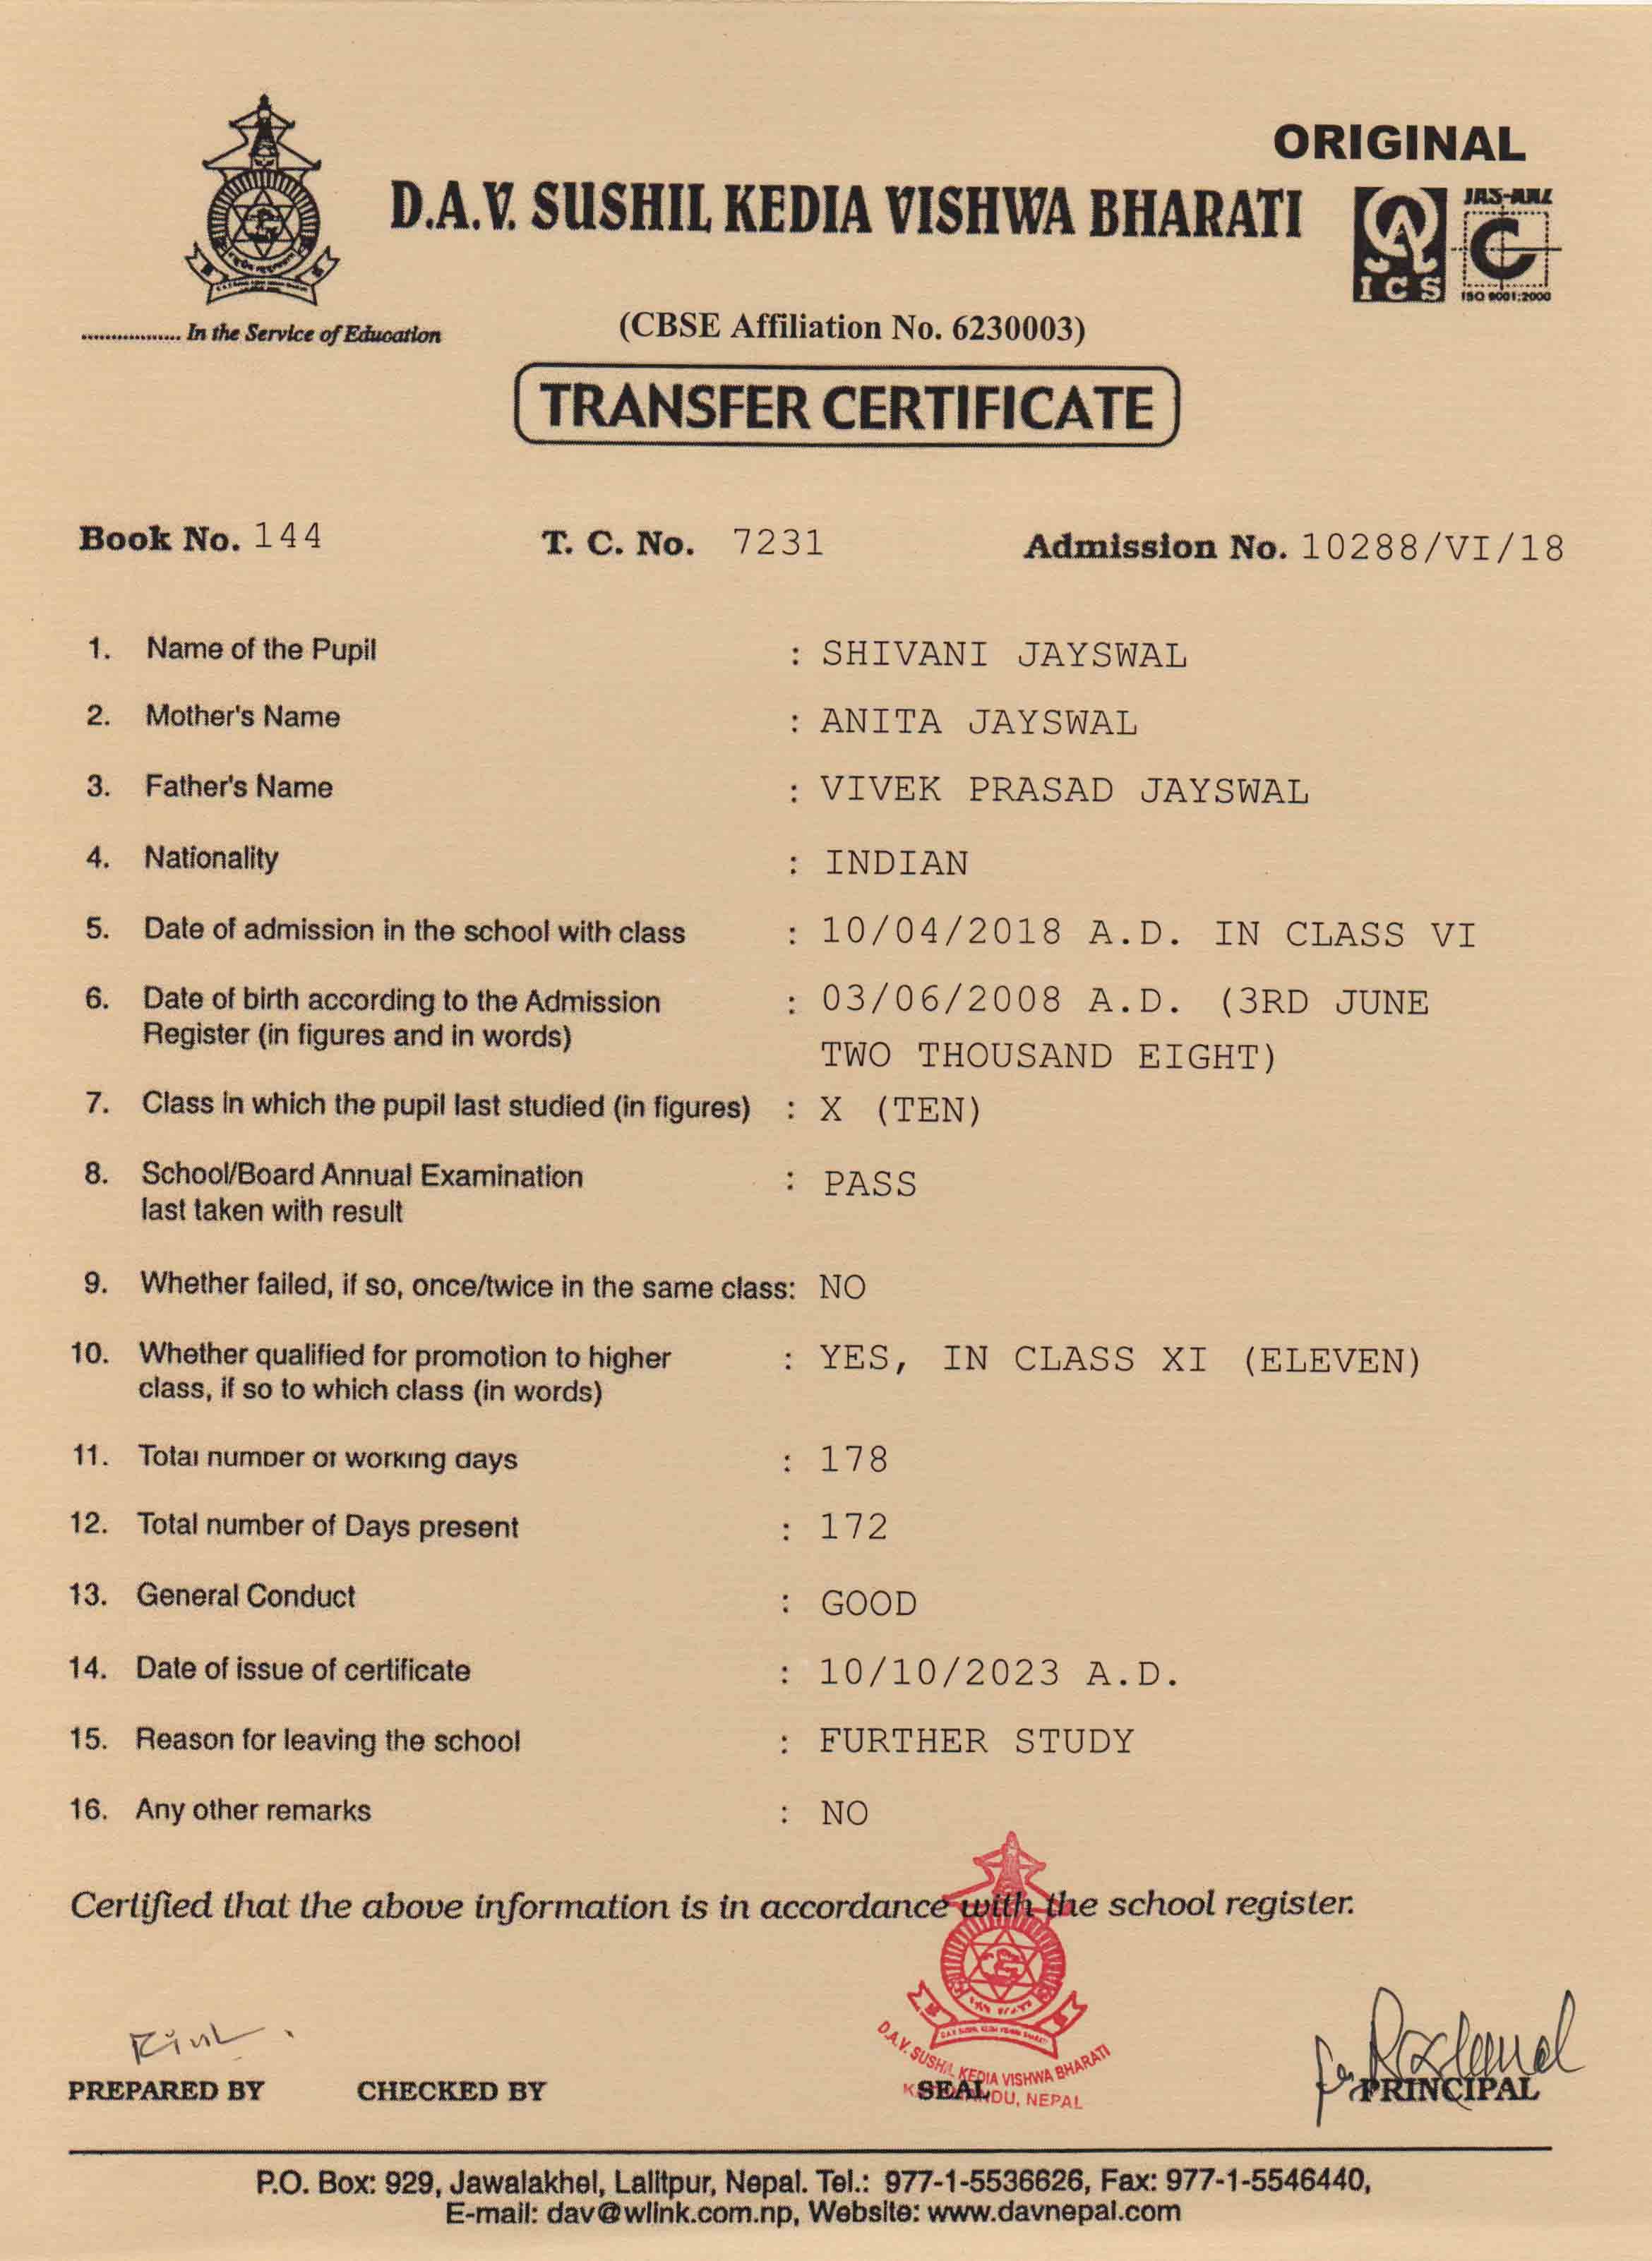 ORIGINAL
D.A.V. SUSHIL KEDIA VISHWA BHARATI
JAS-ANZ
ICS
ISO 9001:2000
................. In the Service of Education
(CBSE Affiliation No. 6230003)
TRANSFER CERTIFICATE
Book No. 144 T. C. No. 7231 Admission No. 10288/VI/18
1. Name of the Pupil : SHIVANI JAYSWAL
2. Mother's Name : ANITA JAYSWAL
3. Father's Name : VIVEK PRASAD JAYSWAL
4. Nationality : INDIAN
5. Date of admission in the school with class : 10/04/2018 A.D. IN CLASS VI
6. Date of birth according to the Admission : 03/06/2008 A.D. (3RD JUNE
Register (in figures and in words) TWO THOUSAND EIGHT)
7. Class in which the pupil last studied (in figures) : X (TEN)
8. School/Board Annual Examination : PASS
last taken with result
9. Whether failed, if so, once/twice in the same class: NO
10. Whether qualified for promotion to higher : YES, IN CLASS XI (ELEVEN)
class, if so to which class (in words)
11. Total number of working days : 178
12. Total number of Days present : 172
13. General Conduct : GOOD
14. Date of issue of certificate : 10/10/2023 A.D.
15. Reason for leaving the school : FURTHER STUDY
16. Any other remarks : NO
Certified that the above information is in accordance with the school register.
D.A.V. SUSHIL KEDIA VISHWA BHARATI
NEPAL
PREPARED BY CHECKED BY SEAL PRINCIPAL
P.O. Box: 929, Jawalakhel, Lalitpur, Nepal. Tel.: 977-1-5536626, Fax: 977-1-5546440,
E-mail: dav@wlink.com.np, Website: www.davnepal.com